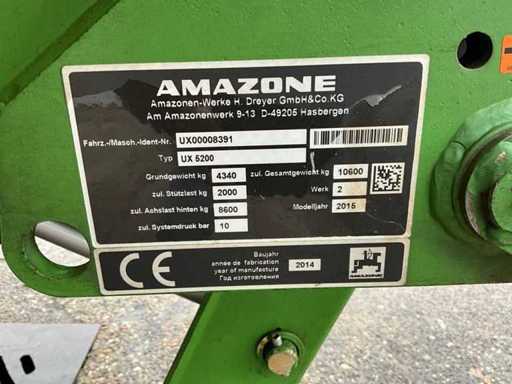 AMAZONE
Amazonen-Werke H. Dreyer GmbH&Co.KG
Am Amazonenwerk 9-13 D-49205 Hasbergen
Fahrz.-/Masch.-Ident-Nr. UX00008391
Typ UX 5200
Grundgewicht kg 4340 zul. Gesamtgewicht kg 10600
zul. Stützlast kg 2000 Werk 2
zul. Achslast hinten kg 8600 Modelljahr 2015
zul. Systemdruck bar 10
CE
Baujahr
année de fabrication
year of manufacture
Год изготовления
2014
AMAZONE